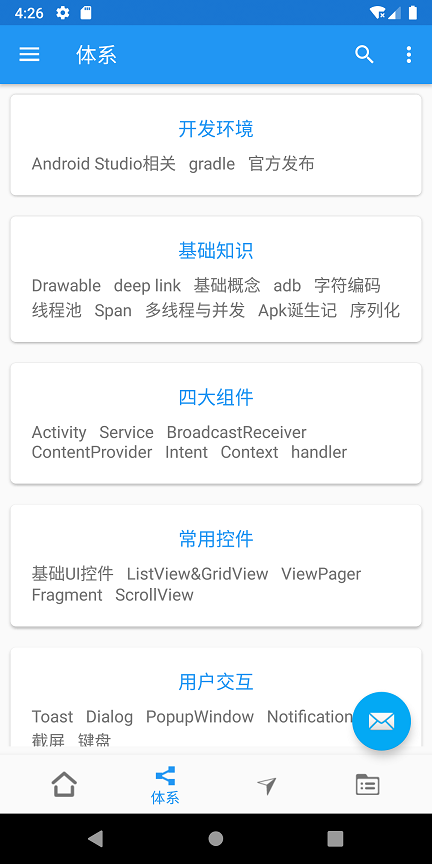 4:26
体系
开发环境
Android Studio相关 gradle 官方发布
基础知识
Drawable deep link 基础概念 adb 字符编码
线程池 Span 多线程与并发 Apk诞生记 序列化
四大组件
Activity Service BroadcastReceiver
ContentProvider Intent Context handler
常用控件
基础UI控件 ListView&GridView ViewPager
Fragment ScrollView
用户交互
Toast Dialog PopupWindow Notification
截屏 键盘
体系